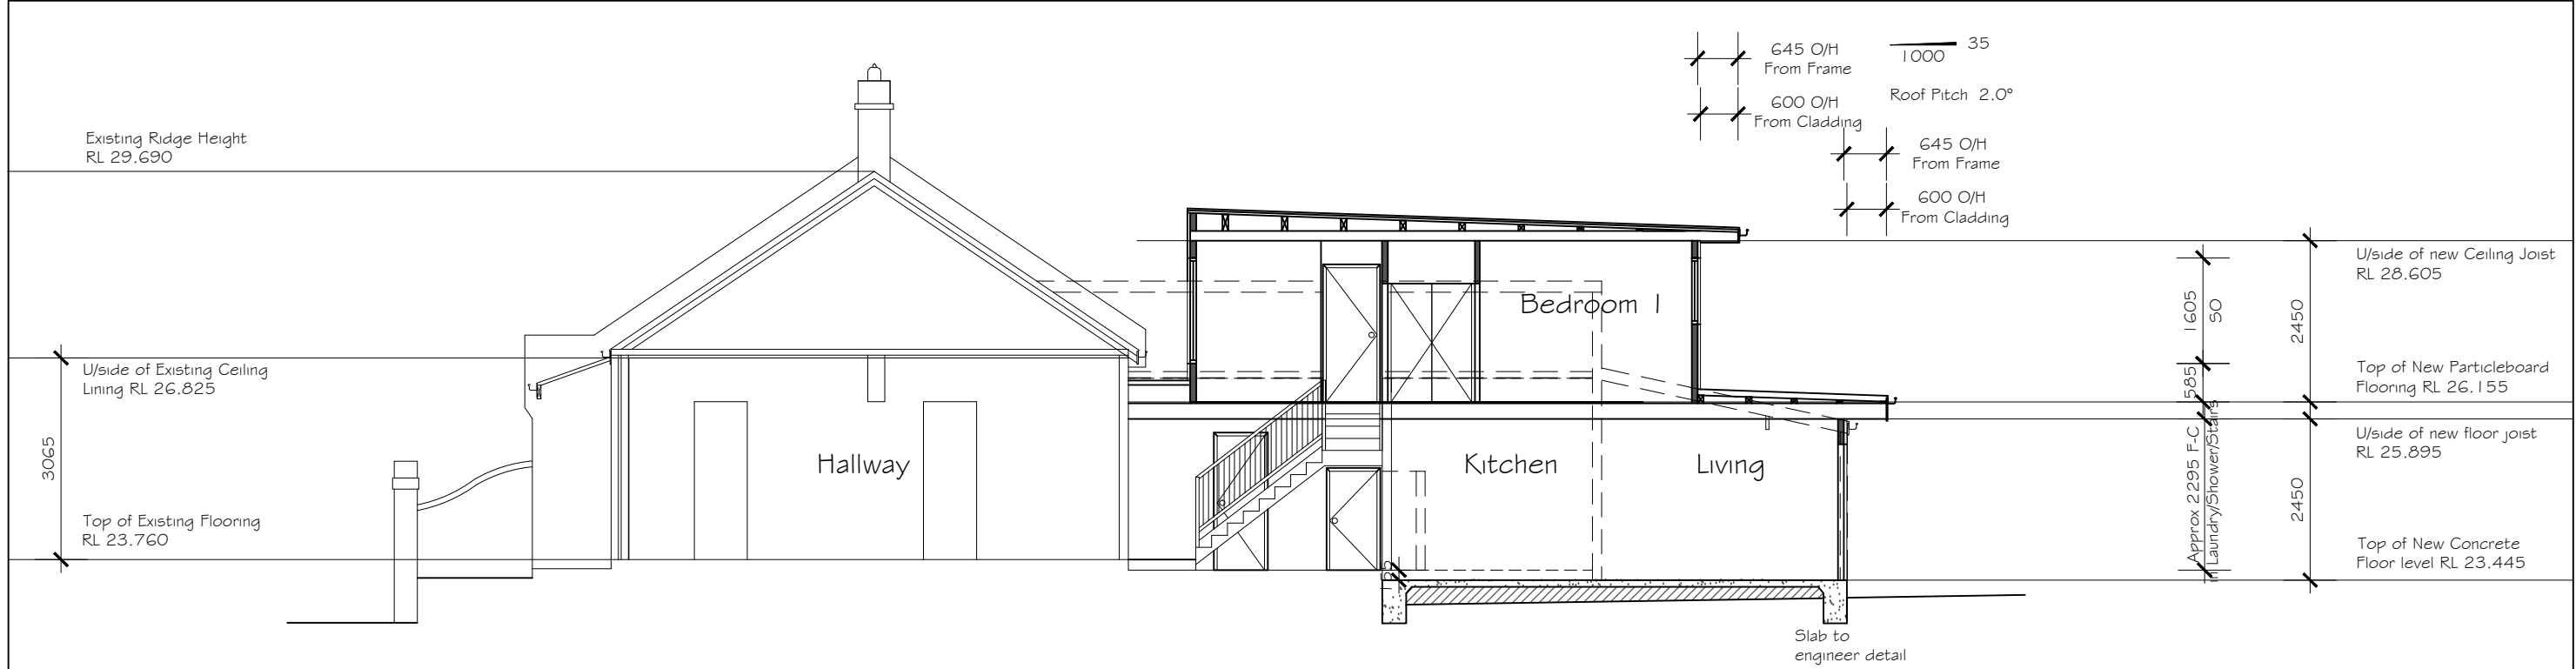 645 O/H
From Frame
35
1000
Roof Pitch 2.0°
600 O/H
From Cladding
645 O/H
From Frame
600 O/H
From Cladding
Existing Ridge Height
RL 29.690
U/side of Existing Ceiling
Lining RL 26.825
3065
Top of Existing Flooring
RL 23.760
Hallway
Bedroom 1
Kitchen
Living
Slab to
engineer detail
1605
SO
585
Approx 2295 F-C
in Laundry/Shower/Stairs
2450
2450
U/side of new Ceiling Joist
RL 28.605
Top of New Particleboard
Flooring RL 26.155
U/side of new floor joist
RL 25.895
Top of New Concrete
Floor level RL 23.445